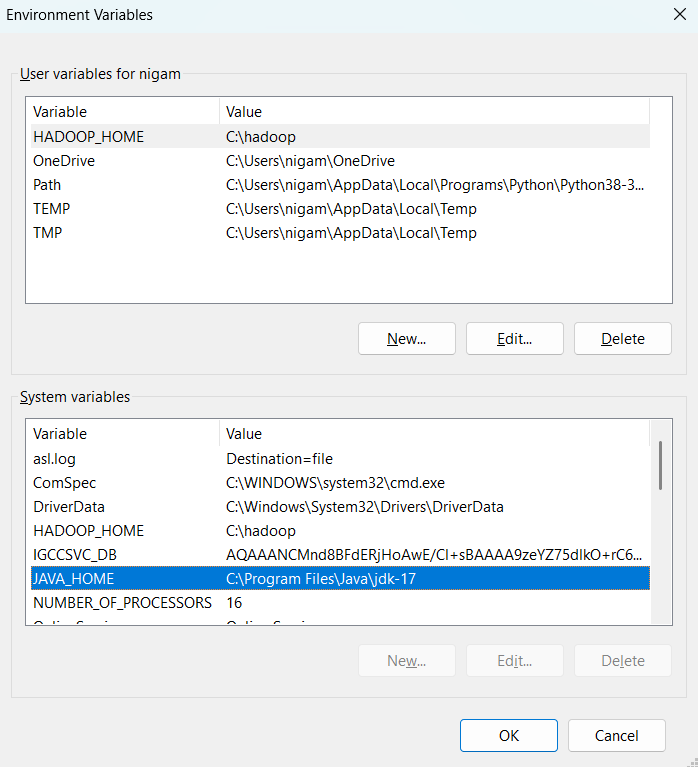 Environment Variables
User variables for nigam
Variable Value
HADOOP_HOME C:\hadoop
OneDrive C:\Users\nigam\OneDrive
Path C:\Users\nigam\AppData\Local\Programs\Python\Python38-3...
TEMP C:\Users\nigam\AppData\Local\Temp
TMP C:\Users\nigam\AppData\Local\Temp
New... Edit... Delete
System variables
Variable Value
asl.log Destination=file
ComSpec C:\WINDOWS\system32\cmd.exe
DriverData C:\Windows\System32\Drivers\DriverData
HADOOP_HOME C:\hadoop
IGCCSVC_DB AQAAANCMnd8BFdERjHoAwE/Cl+sBAAAA9zeYZ75dlkO+rC6...
JAVA_HOME C:\Program Files\Java\jdk-17
NUMBER_OF_PROCESSORS 16
New... Edit... Delete
OK Cancel